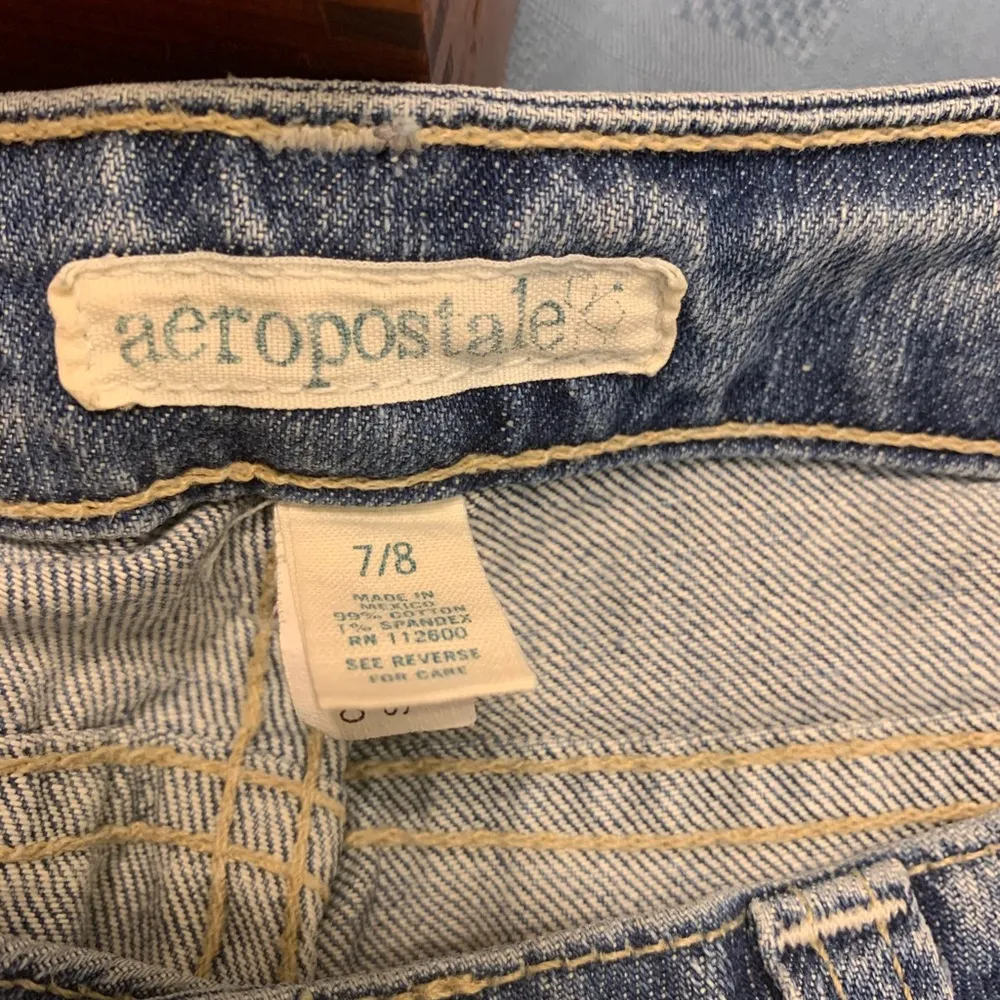 aeropostale
7/8
MADE IN
MEXICO
99% COTTON
1% SPANDEX
RN 112600
SEE REVERSE
FOR CARE